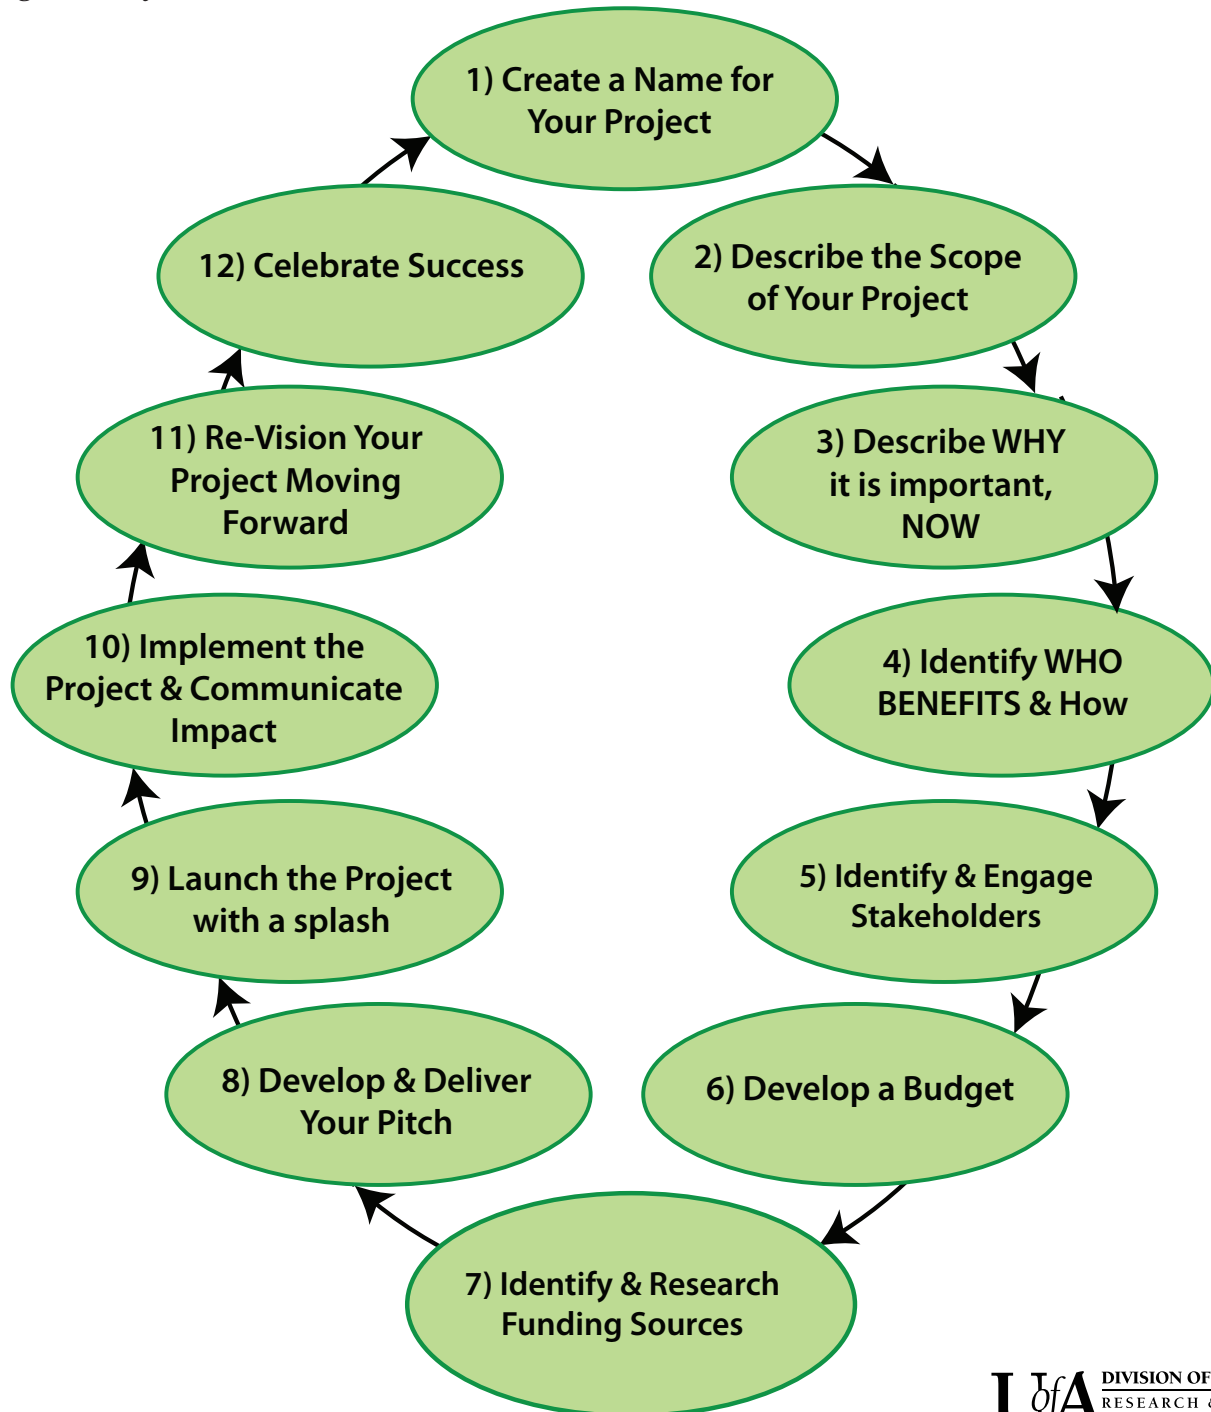 1) Create a Name for
Your Project
2) Describe the Scope
of Your Project
3) Describe WHY
it is important,
NOW
4) Identify WHO
BENEFITS & How
5) Identify & Engage
Stakeholders
6) Develop a Budget
7) Identify & Research
Funding Sources
8) Develop & Deliver
Your Pitch
9) Launch the Project
with a splash
10) Implement the
Project & Communicate
Impact
11) Re-Vision Your
Project Moving
Forward
12) Celebrate Success
UofA
DIVISION OF
RESEARCH &